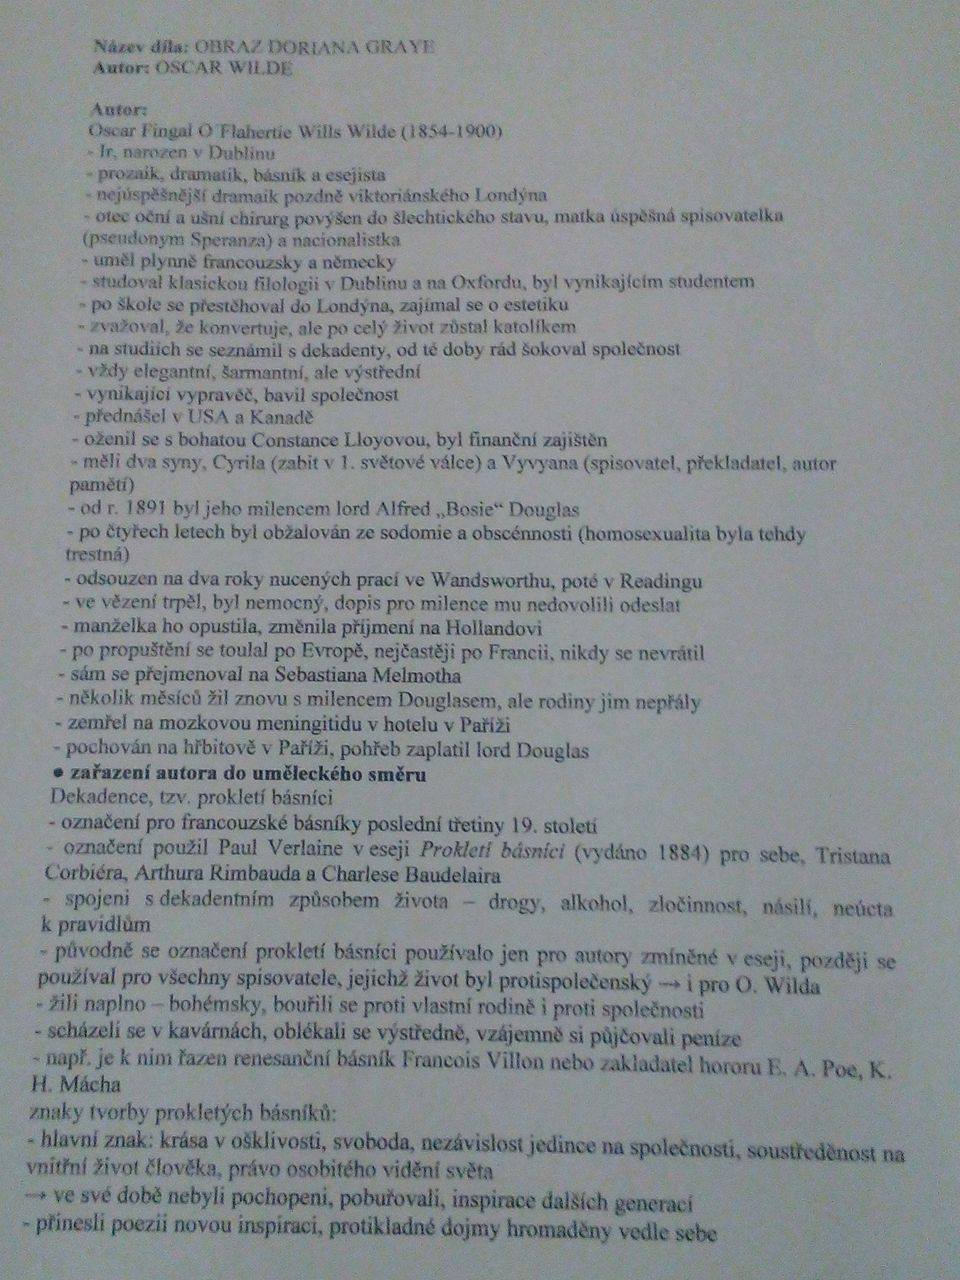 Název díla: OBRAZ DORIANA GRAYE
Autor: OSCAR WILDE
Autor:
Oscar Fingal O´Flahertie Wills Wilde (1854-1900)
- Ir, narozen v Dublinu
- prozaik, dramatik, básník a esejista
- nejúspěšnější dramaik pozdně viktoriánského Londýna
- otec oční a ušní chirurg povýšen do šlechtického stavu, matka úspěšná spisovatelka
(pseudonym Speranza) a nacionalistka
- uměl plynně francouzsky a německy
- studoval klasickou filologii v Dublinu a na Oxfordu, byl vynikajícím studentem
- po škole se přestěhoval do Londýna, zajímal se o estetiku
- zvažoval, že konvertuje, ale po celý život zůstal katolíkem
- na studiích se seznámil s dekadenty, od té doby rád šokoval společnost
- vždy elegantní, šarmantní, ale výstřední
- vynikající vypravěč, bavil společnost
- přednášel v USA a Kanadě
- oženil se s bohatou Constance Lloyovou, byl finanční zajištěn
- měli dva syny, Cyrila (zabit v 1. světové válce) a Vyvyana (spisovatel, překladatel, autor
pamětí)
- od r. 1891 byl jeho milencem lord Alfred „Bosie“ Douglas
- po čtyřech letech byl obžalován ze sodomie a obscénnosti (homosexualita byla tehdy
trestná)
- odsouzen na dva roky nucených prací ve Wandsworthu, poté v Readingu
- ve vězení trpěl, byl nemocný, dopis pro milence mu nedovolili odeslat
- manželka ho opustila, změnila příjmení na Hollandovi
- po propuštění se toulal po Evropě, nejčastěji po Francii, nikdy se nevrátil
- sám se přejmenoval na Sebastiana Melmotha
- několik měsíců žil znovu s milencem Douglasem, ale rodiny jim nepřály
- zemřel na mozkovou meningitidu v hotelu v Paříži
- pochován na hřbitově v Paříži, pohřeb zaplatil lord Douglas
● zařazení autora do uměleckého směru
Dekadence, tzv. prokletí básníci
- označení pro francouzské básníky poslední třetiny 19. století
- označení použil Paul Verlaine v eseji Prokletí básníci (vydáno 1884) pro sebe, Tristana
Corbiéra, Arthura Rimbauda a Charlese Baudelaira
- spojeni s dekadentním způsobem života – drogy, alkohol, zločinnost, násilí, neúcta
k pravidlům
- původně se označení prokletí básníci používalo jen pro autory zmíněné v eseji, později se
používal pro všechny spisovatele, jejichž život byl protispolečenský → i pro O. Wilda
- žili naplno – bohémsky, bouřili se proti vlastní rodině i proti společnosti
- scházeli se v kavárnách, oblékali se výstředně, vzájemně si půjčovali peníze
- např. je k nim řazen renesanční básník Francois Villon nebo zakladatel hororu E. A. Poe, K.
H. Mácha
znaky tvorby prokletých básníků:
- hlavní znak: krása v ošklivosti, svoboda, nezávislost jedince na společnosti, soustředěnost na
vnitřní život člověka, právo osobitého vidění světa
→ ve své době nebyli pochopeni, pobuřovali, inspirace dalších generací
- přinesli poezii novou inspiraci, protikladné dojmy hromaděny vedle sebe